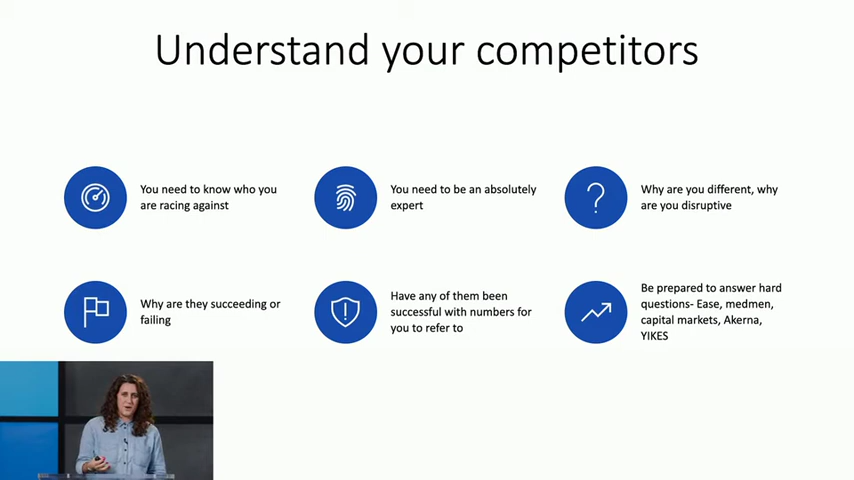 Understand your competitors
You need to know who you
are racing against
You need to be an absolutely
expert
Why are you different, why
are you disruptive
Why are they succeeding or
failing
Have any of them been
successful with numbers for
you to refer to
Be prepared to answer hard
questions- Ease, medmen,
capital markets, Akerna,
YIKES